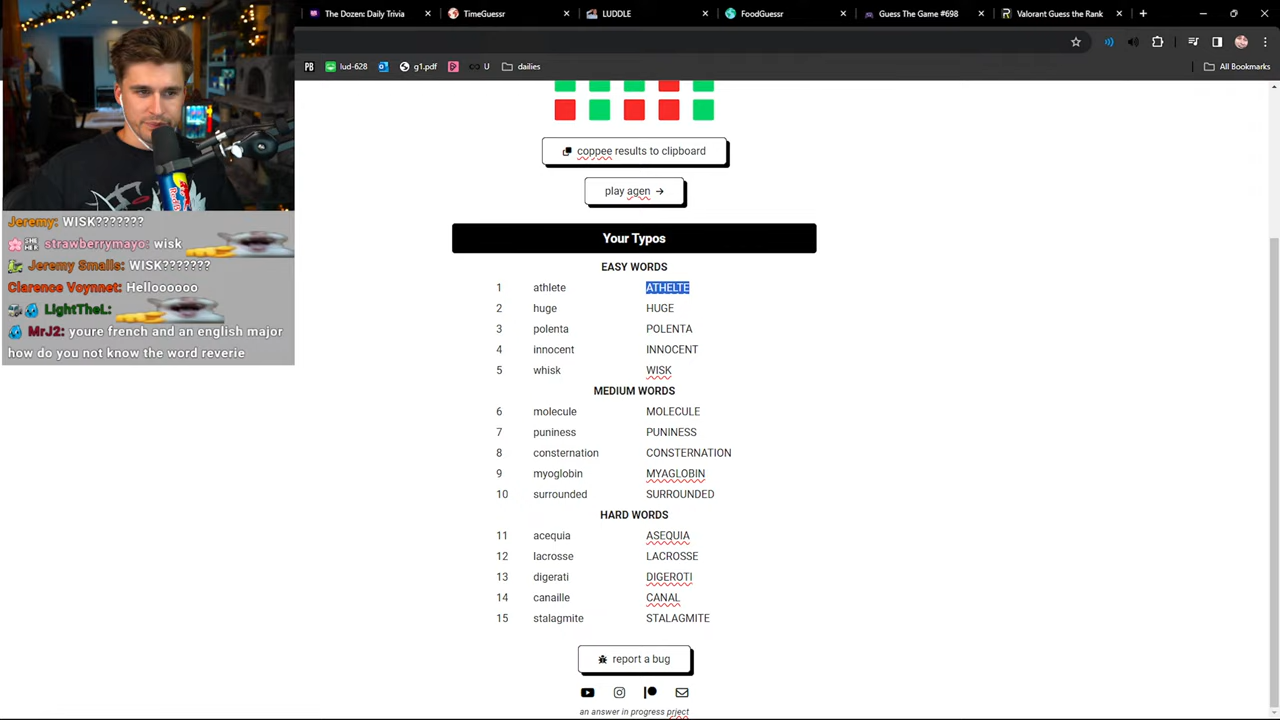 The Dozen: Daily Trivia
TimeGuessr
LUDDLE
FoodGuessr
Guess The Game #698
Valorant Guess the Rank
PB
lud-628
g1.pdf
U
dailies
All Bookmarks
coppee results to clipboard
play agen →
Your Typos
EASY WORDS
1 athlete ATHELTE
2 huge HUGE
3 polenta POLENTA
4 innocent INNOCENT
5 whisk WISK
MEDIUM WORDS
6 molecule MOLECULE
7 puniness PUNINESS
8 consternation CONSTERNATION
9 myoglobin MYAGLOBIN
10 surrounded SURROUNDED
HARD WORDS
11 acequia ASEQUIA
12 lacrosse LACROSSE
13 digerati DIGEROTI
14 canaille CANAL
15 stalagmite STALAGMITE
report a bug
an answer in progress prject
Jeremy: WISK???????
SHE HER strawberrymayo: wisk
Jeremy Smalls: WISK???????
Clarence Voynnet: Helloooooo
LightTheL:
MrJ2: youre french and an english major
how do you not know the word reverie